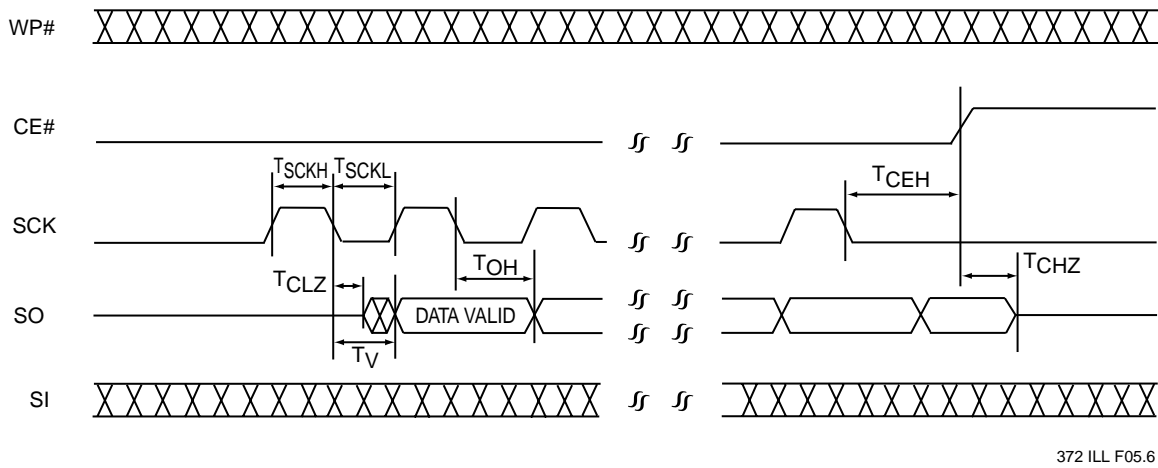 WP#
CE#
TSCKH TSCKL
TCEH
SCK
TOH
TCHZ
TCLZ
SO
DATA VALID
TV
SI
372 ILL F05.6